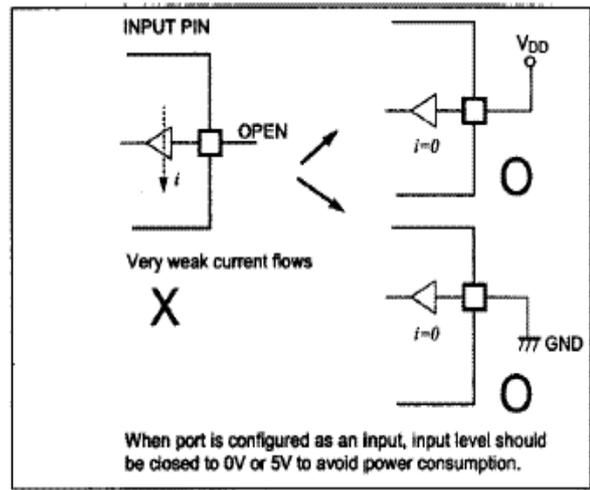 INPUT PIN
OPEN
i
Very weak current flows
X
VDD
i=0
O
i=0
GND
O
When port is configured as an input, input level should
be closed to 0V or 5V to avoid power consumption.